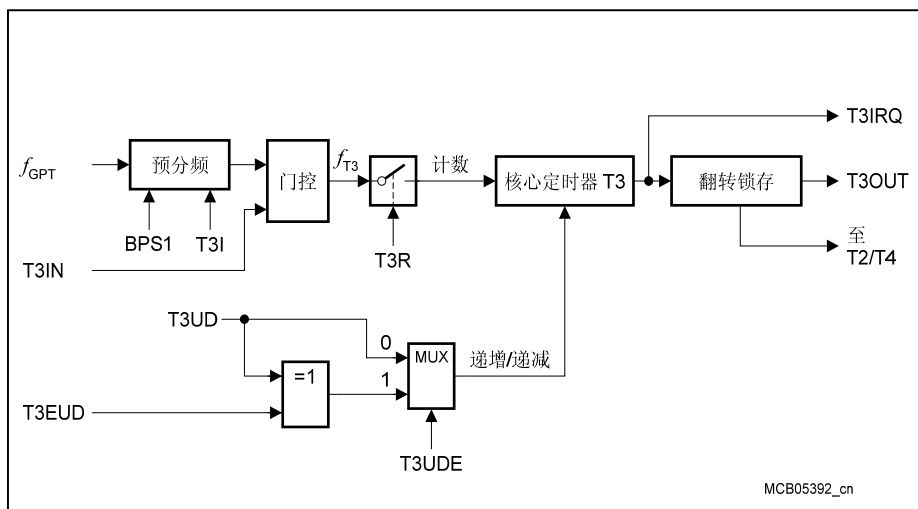 T3IRQ
f GPT
预分频
门控
f T3
计数
核心定时器 T3
翻转锁存
T3OUT
BPS1
T3I
T3R
至
T2/T4
T3IN
T3UD
0
MUX
递增/递减
=1
1
T3EUD
T3UDE
MCB05392_cn